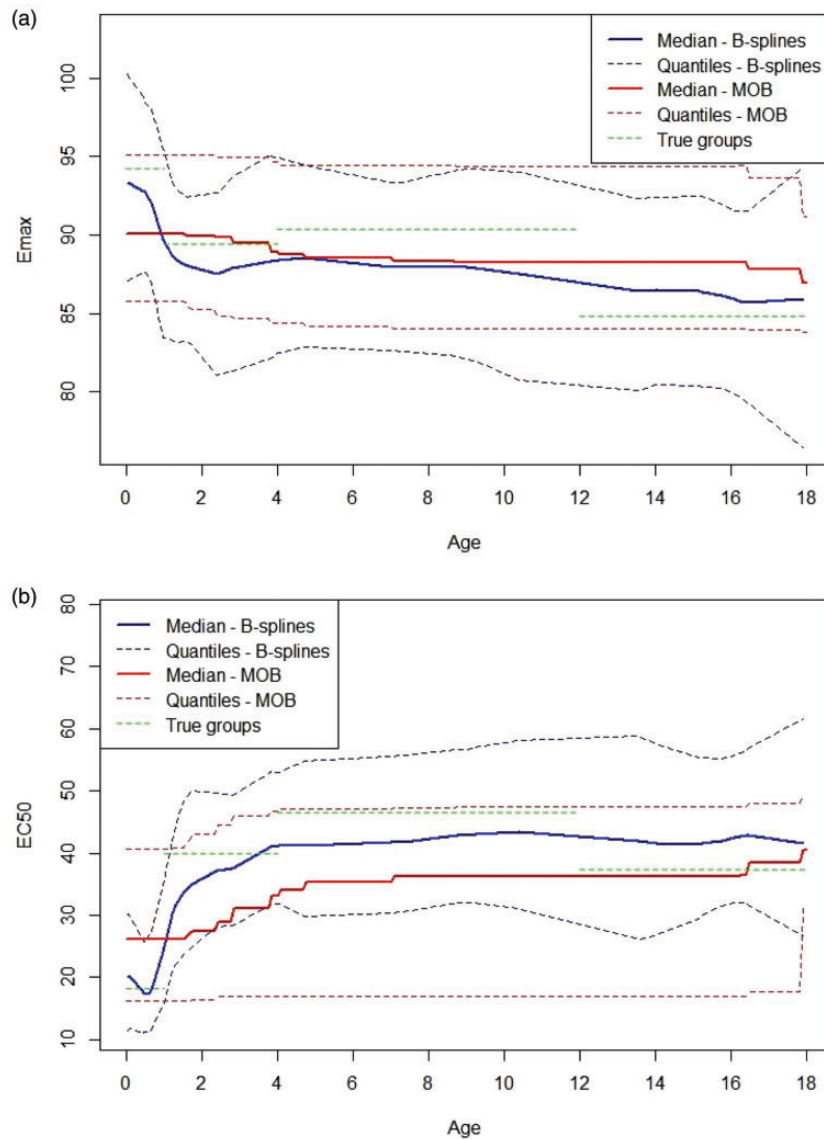 (a)
Median - B-splines
Quantiles - B-splines
Median - MOB
Quantiles - MOB
True groups
Emax
100
95
90
85
80
0 2 4 6 8 10 12 14 16 18
Age
(b)
Median - B-splines
Quantiles - B-splines
Median - MOB
Quantiles - MOB
True groups
EC50
80
70
60
50
40
30
20
10
0 2 4 6 8 10 12 14 16 18
Age